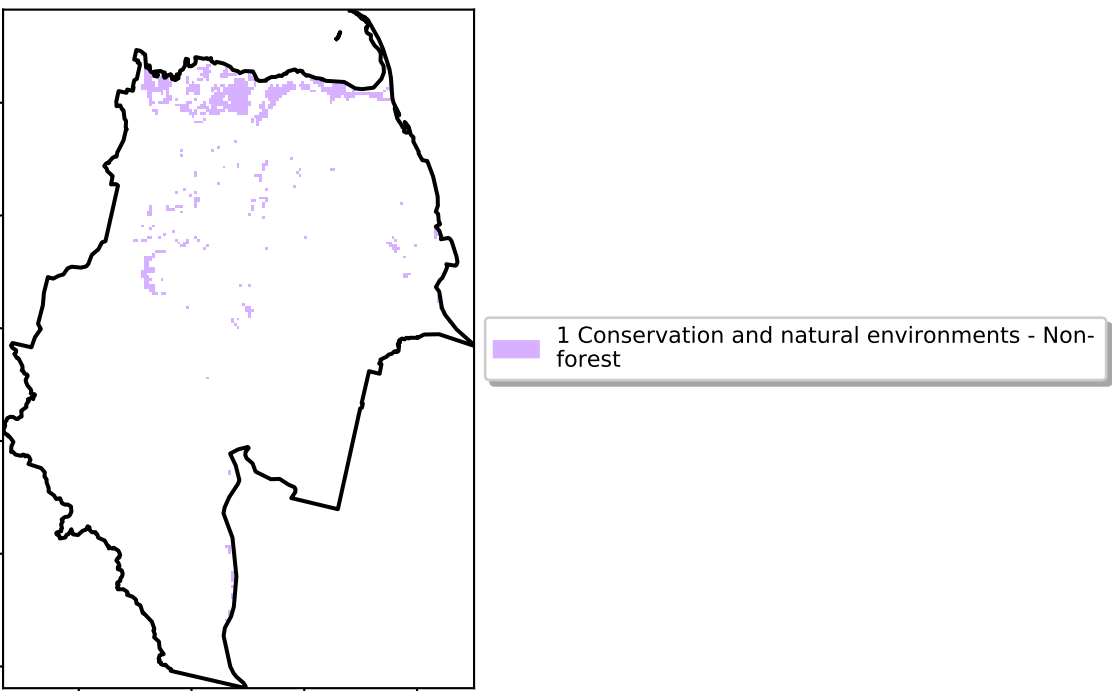 1 Conservation and natural environments - Non-
forest